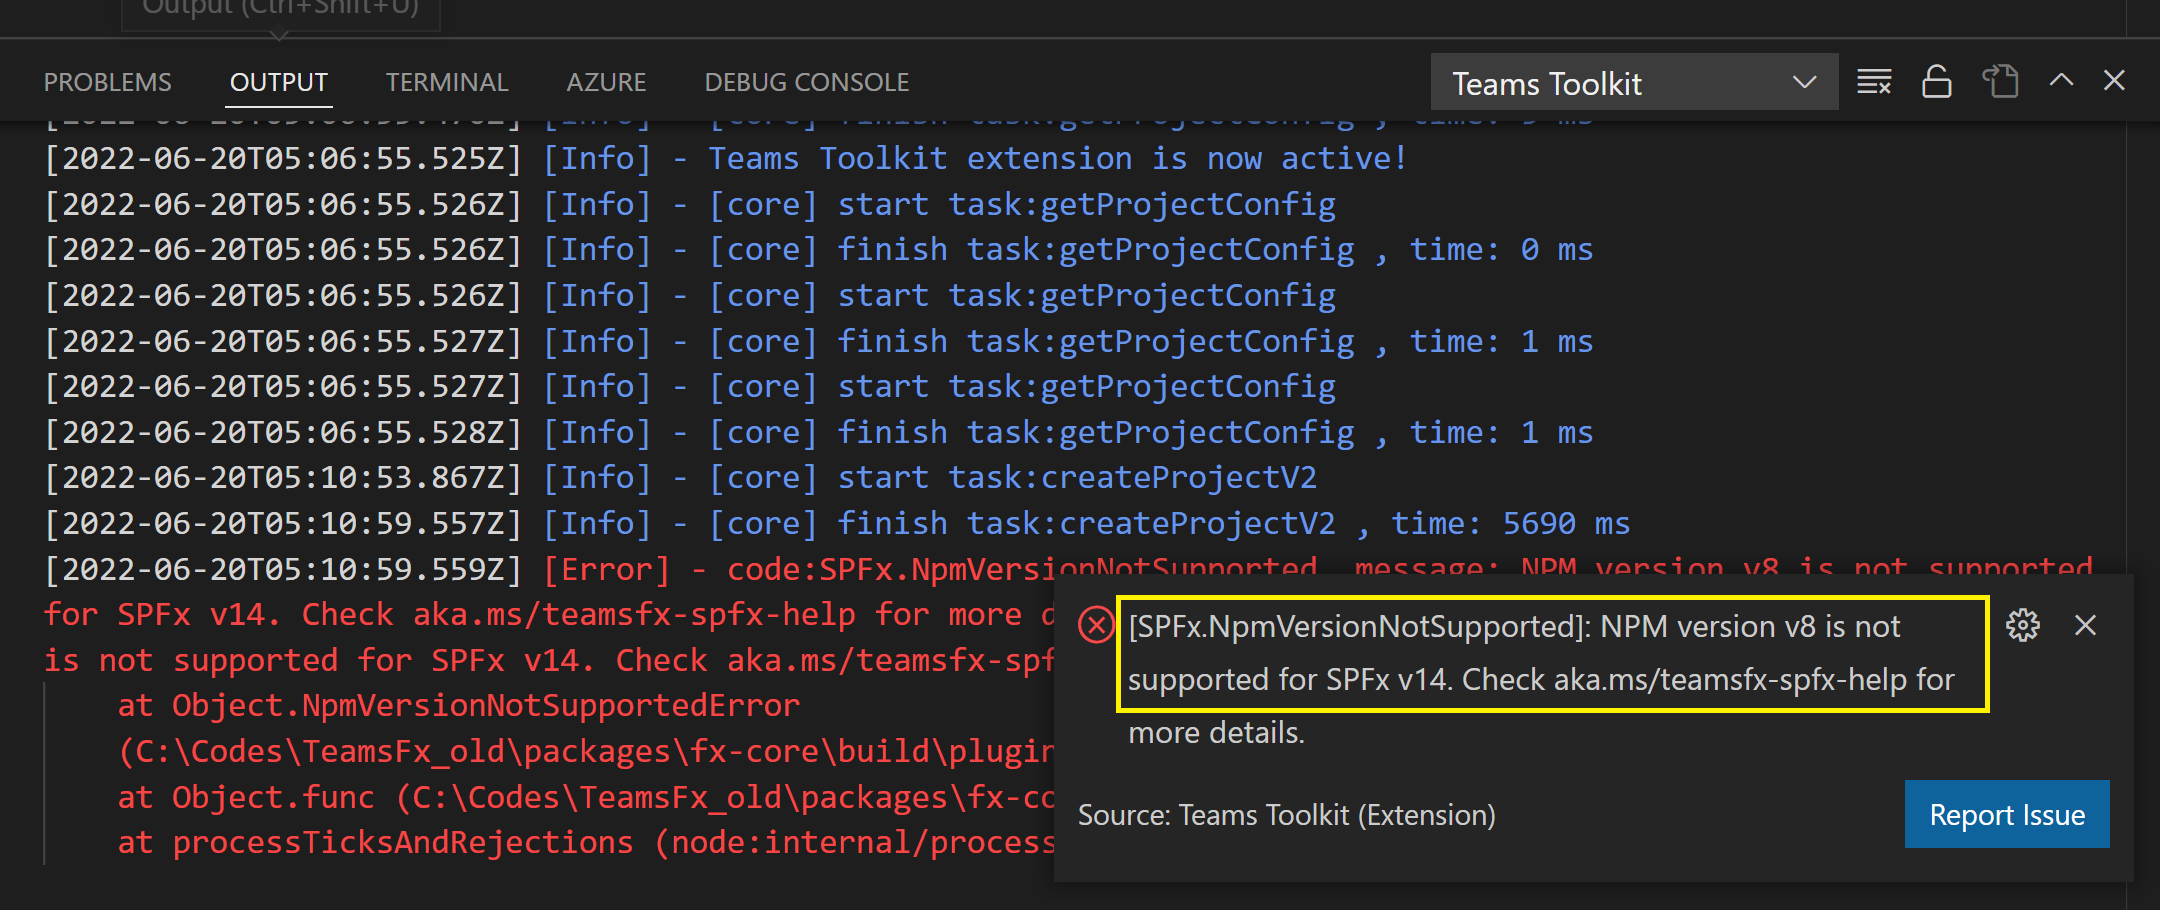 Output (Ctrl+Shift+U)
PROBLEMS OUTPUT TERMINAL AZURE DEBUG CONSOLE Teams Toolkit
[2022-06-20T05:06:55.525Z] [Info] - Teams Toolkit extension is now active!
[2022-06-20T05:06:55.526Z] [Info] - [core] start task:getProjectConfig
[2022-06-20T05:06:55.526Z] [Info] - [core] finish task:getProjectConfig , time: 0 ms
[2022-06-20T05:06:55.526Z] [Info] - [core] start task:getProjectConfig
[2022-06-20T05:06:55.527Z] [Info] - [core] finish task:getProjectConfig , time: 1 ms
[2022-06-20T05:06:55.527Z] [Info] - [core] start task:getProjectConfig
[2022-06-20T05:06:55.528Z] [Info] - [core] finish task:getProjectConfig , time: 1 ms
[2022-06-20T05:10:53.867Z] [Info] - [core] start task:createProjectV2
[2022-06-20T05:10:59.557Z] [Info] - [core] finish task:createProjectV2 , time: 5690 ms
[2022-06-20T05:10:59.559Z] [Error] - code:SPFx.NpmVersionNotSupported, message: NPM version v8 is not supported
for SPFx v14. Check aka.ms/teamsfx-spfx-help for more
is not supported for SPFx v14. Check aka.ms/teamsfx-spf
at Object.NpmVersionNotSupportedError
(C:\Codes\TeamsFx_old\packages\fx-core\build\plugin
at Object.func (C:\Codes\TeamsFx_old\packages\fx-co
at processTicksAndRejections (node:internal/process
[SPFx.NpmVersionNotSupported]: NPM version v8 is not
supported for SPFx v14. Check aka.ms/teamsfx-spfx-help for
more details.
Source: Teams Toolkit (Extension)
Report Issue